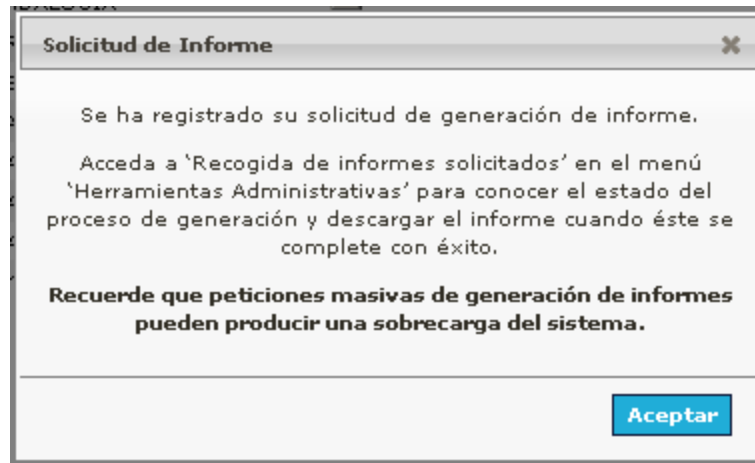 Solicitud de Informe
Se ha registrado su solicitud de generación de informe.
Acceda a 'Recogida de informes solicitados' en el menú
'Herramientas Administrativas' para conocer el estado del
proceso de generación y descargar el informe cuando éste se
complete con éxito.
Recuerde que peticiones masivas de generación de informes
pueden producir una sobrecarga del sistema.
Aceptar